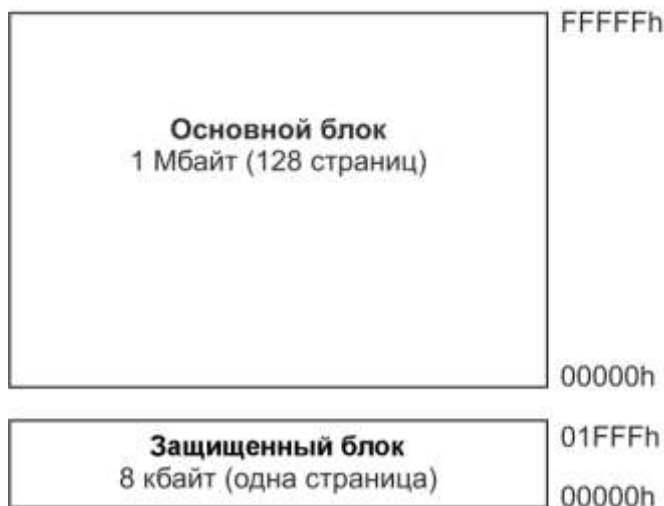 FFFFFh
Основной блок
1 Мбайт (128 страниц)
00000h
Защищенный блок
01FFFh
8 кбайт (одна страница)
00000h